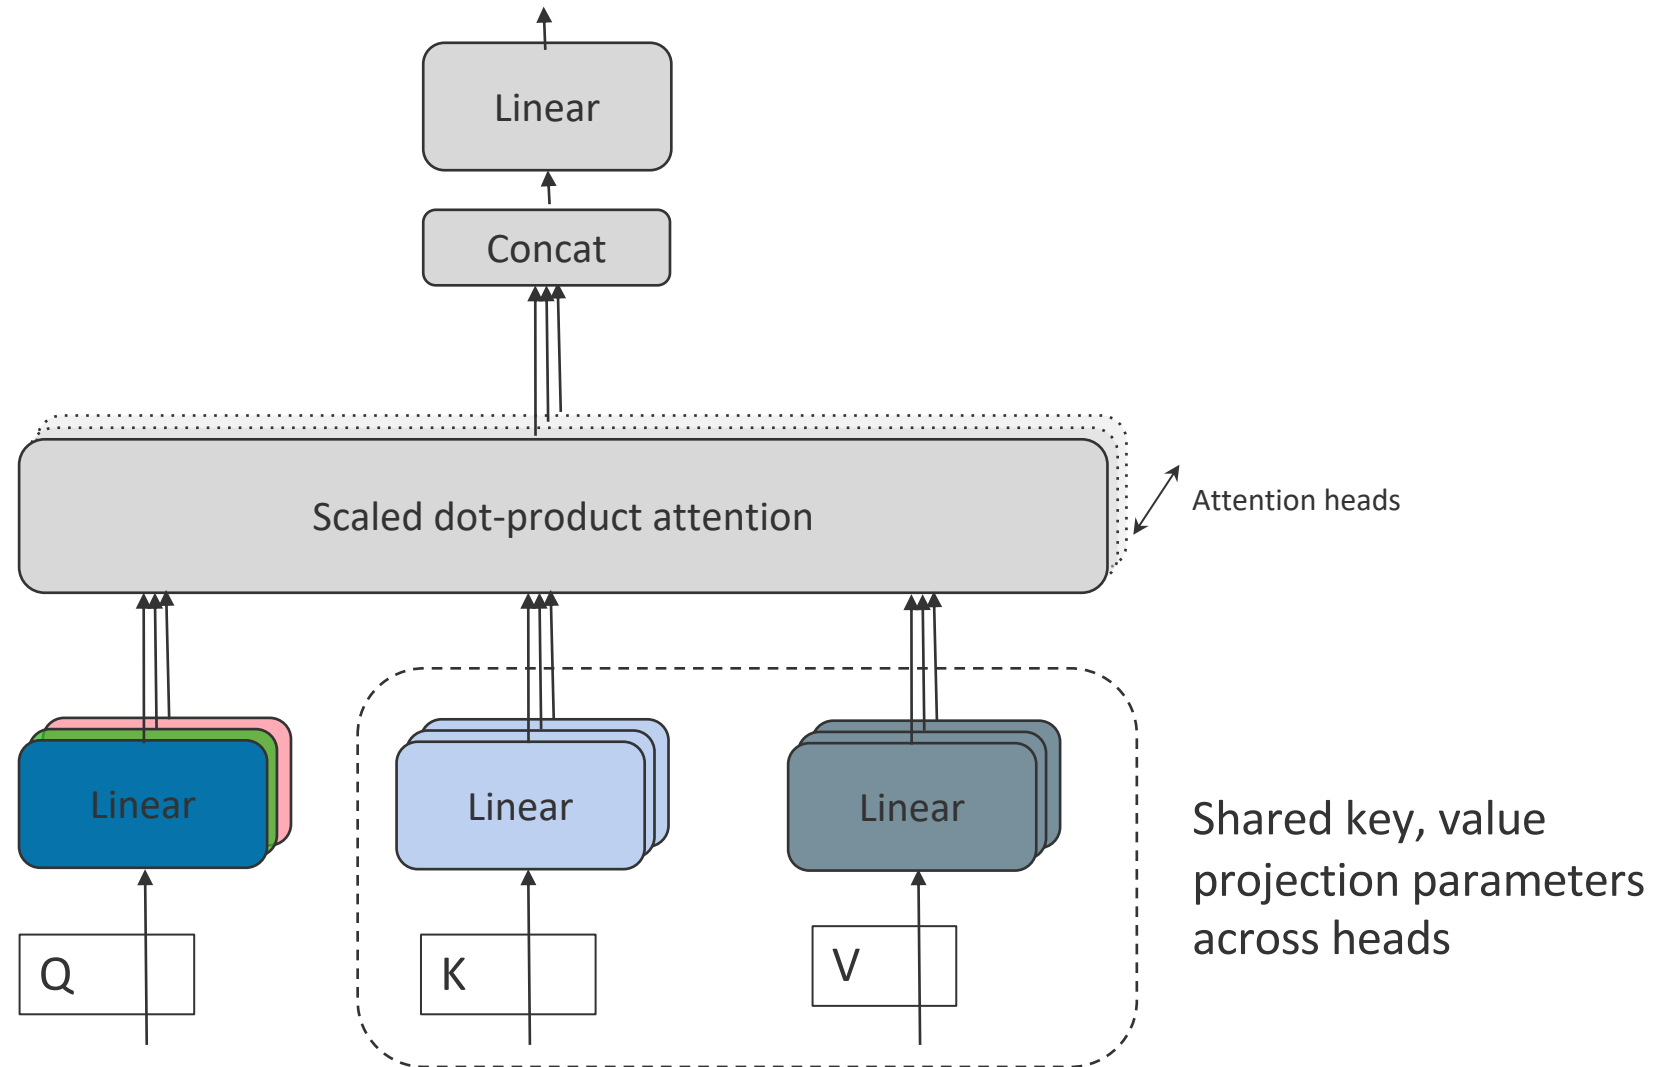 Linear
Concat
Scaled dot-product attention
Attention heads
Linear
Linear
Linear
Shared key, value
projection parameters
across heads
Q
K
V